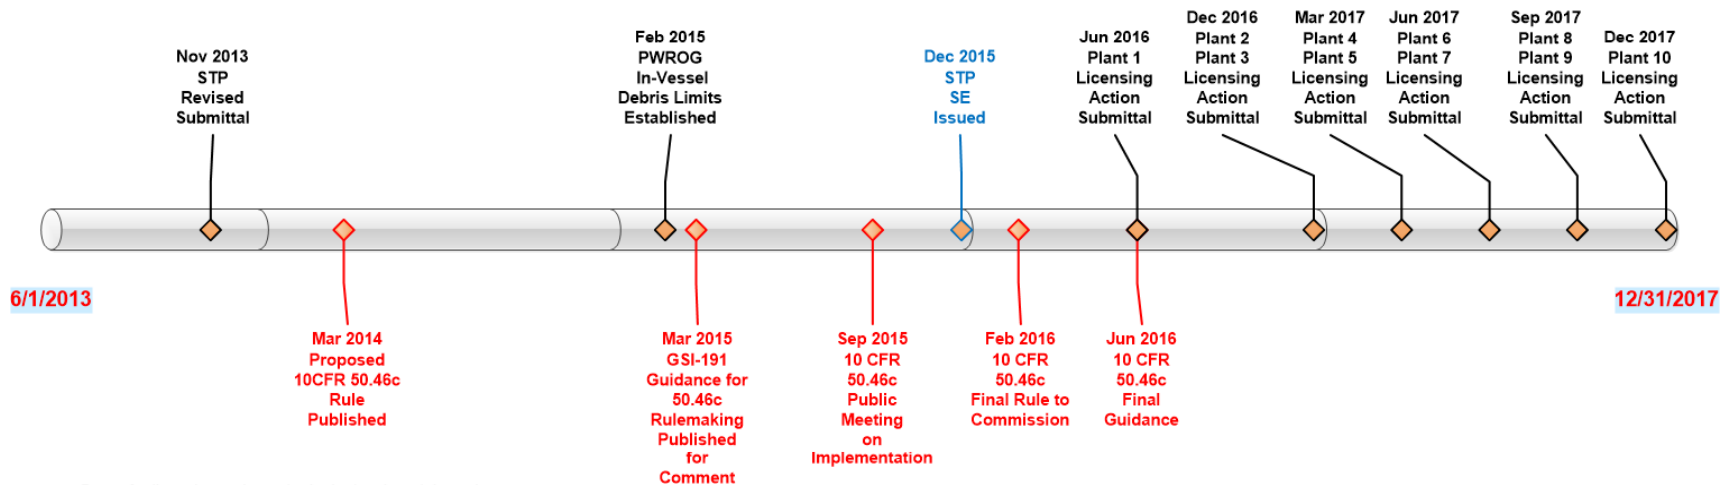 Nov 2013
STP
Revised
Submittal
Feb 2015
PWROG
In-Vessel
Debris Limits
Established
Dec 2015
STP
SE
Issued
Jun 2016
Plant 1
Licensing
Action
Submittal
Dec 2016
Plant 2
Plant 3
Licensing
Action
Submittal
Mar 2017
Plant 4
Plant 5
Licensing
Action
Submittal
Jun 2017
Plant 6
Plant 7
Licensing
Action
Submittal
Sep 2017
Plant 8
Plant 9
Licensing
Action
Submittal
Dec 2017
Plant 10
Licensing
Action
Submittal
6/1/2013
12/31/2017
Mar 2014
Proposed
10CFR 50.46c
Rule
Published
Mar 2015
GSI-191
Guidance for
50.46c
Rulemaking
Published
for
Comment
Sep 2015
10 CFR
50.46c
Public
Meeting
on
Implementation
Feb 2016
10 CFR
50.46c
Final Rule to
Commission
Jun 2016
10 CFR
50.46c
Final
Guidance